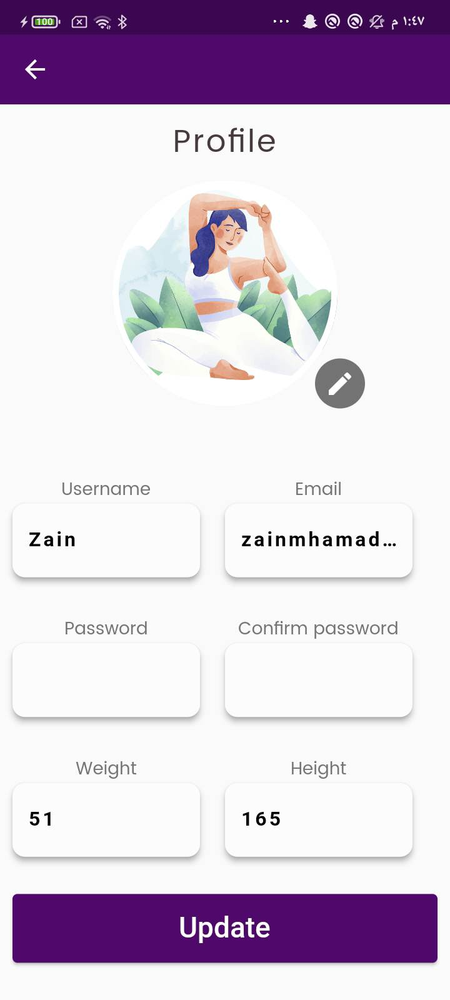 100 ... م ١:٤٧
Profile
Username Email
Zain zainmhamad...
Password Confirm password
Weight Height
51 165
Update